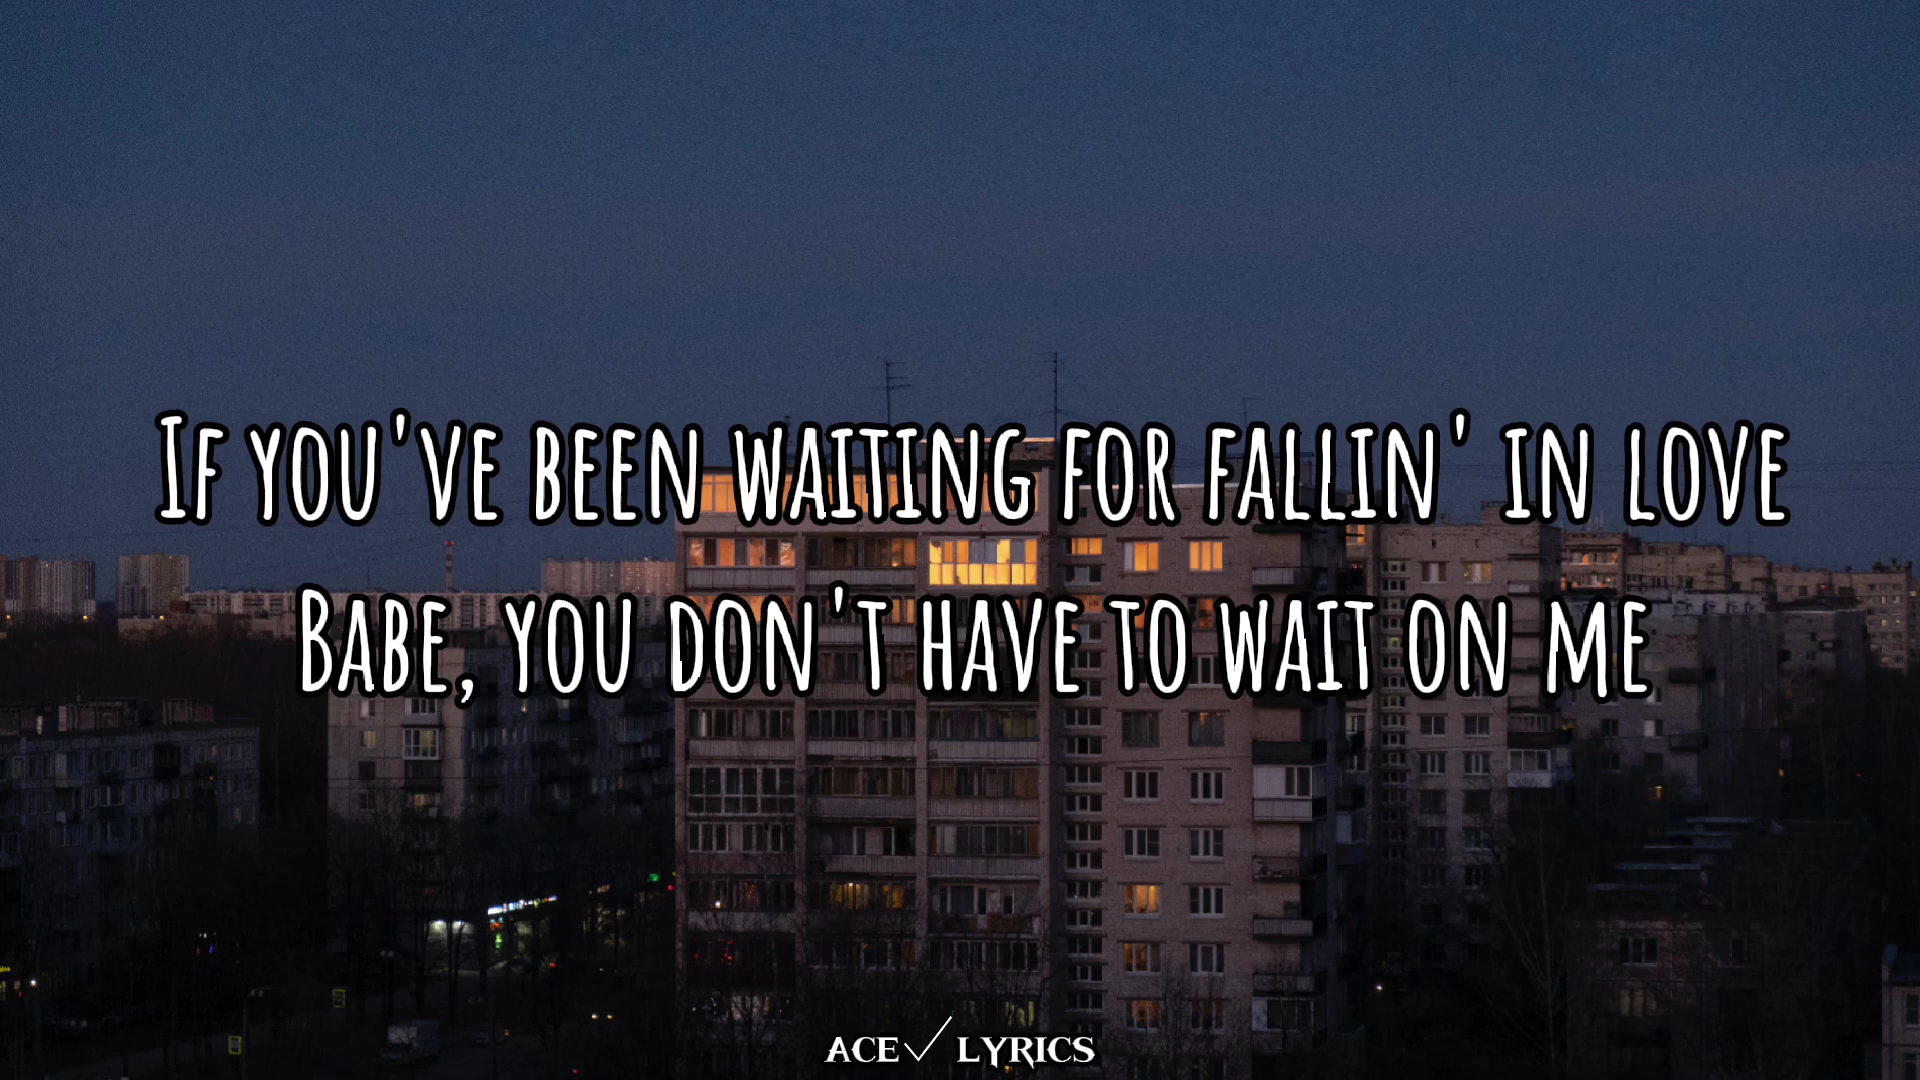 If you've been waiting for fallin' in love
Babe, you don't have to wait on me
ACE✓ LYRICS